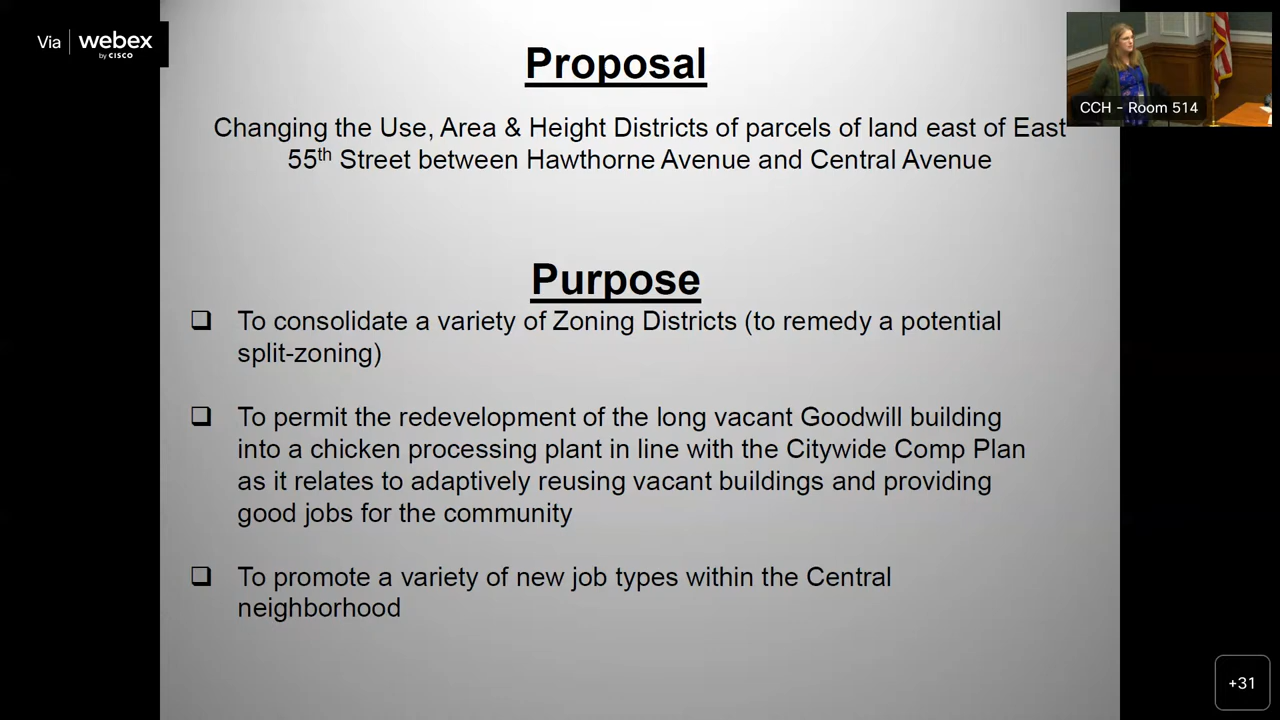 Via webex
by CISCO
Proposal
Changing the Use, Area & Height Districts of parcels of land east of East
55th Street between Hawthorne Avenue and Central Avenue
CCH - Room 514
Purpose
To consolidate a variety of Zoning Districts (to remedy a potential
split-zoning)
To permit the redevelopment of the long vacant Goodwill building
into a chicken processing plant in line with the Citywide Comp Plan
as it relates to adaptively reusing vacant buildings and providing
good jobs for the community
To promote a variety of new job types within the Central
neighborhood
+31